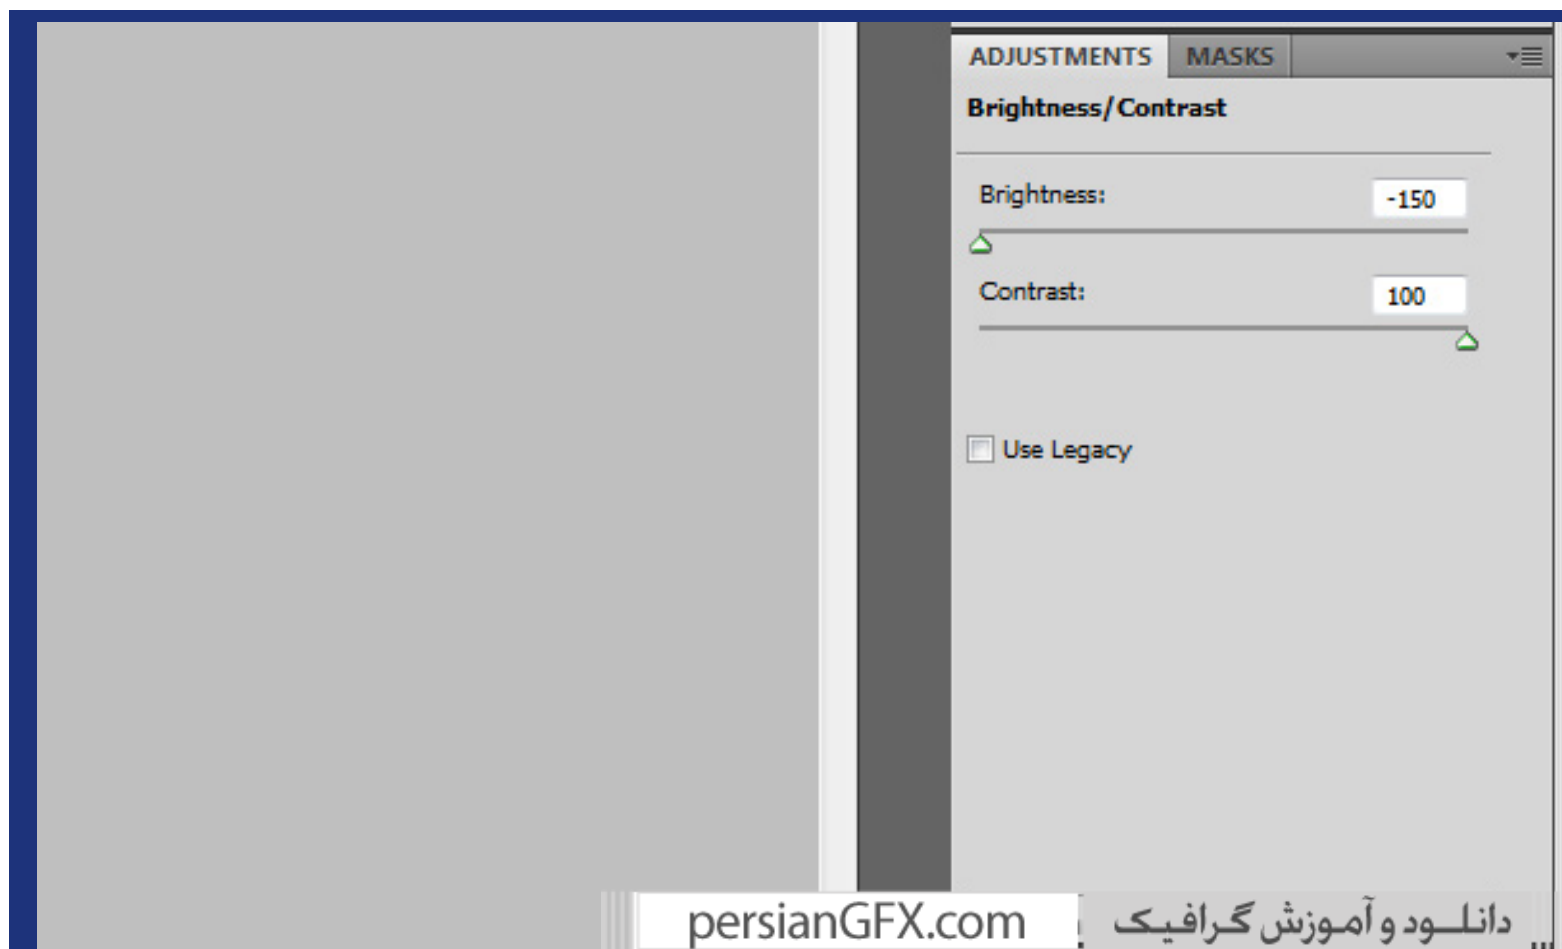 ADJUSTMENTS MASKS
Brightness/Contrast
Brightness: -150
Contrast: 100
Use Legacy
persianGFX.com دانلود و آموزش گرافیک